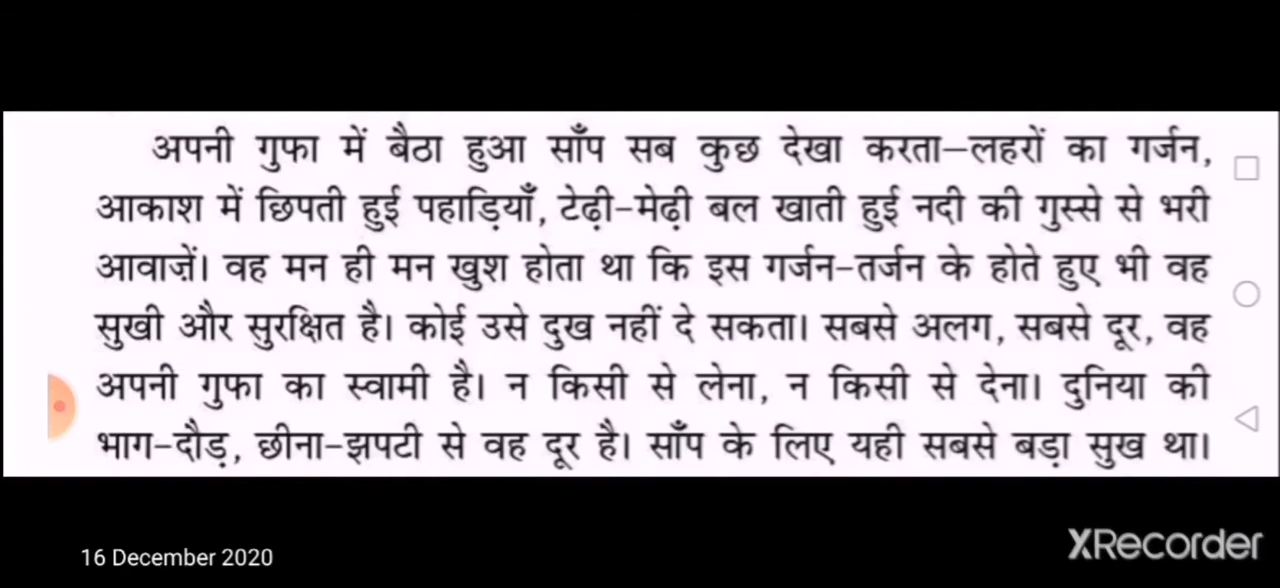 अपनी गुफा में बैठा हुआ साँप सब कुछ देखा करता–लहरों का गर्जन,
आकाश में छिपती हुई पहाड़ियाँ, टेढ़ी-मेढ़ी बल खाती हुई नदी की गुस्से से भरी
आवाज़ें। वह मन ही मन खुश होता था कि इस गर्जन-तर्जन के होते हुए भी वह
सुखी और सुरक्षित है। कोई उसे दुख नहीं दे सकता। सबसे अलग, सबसे दूर, वह
अपनी गुफा का स्वामी है। न किसी से लेना, न किसी से देना। दुनिया की
भाग-दौड़, छीना-झपटी से वह दूर है। साँप के लिए यही सबसे बड़ा सुख था।
16 December 2020
XRecorder